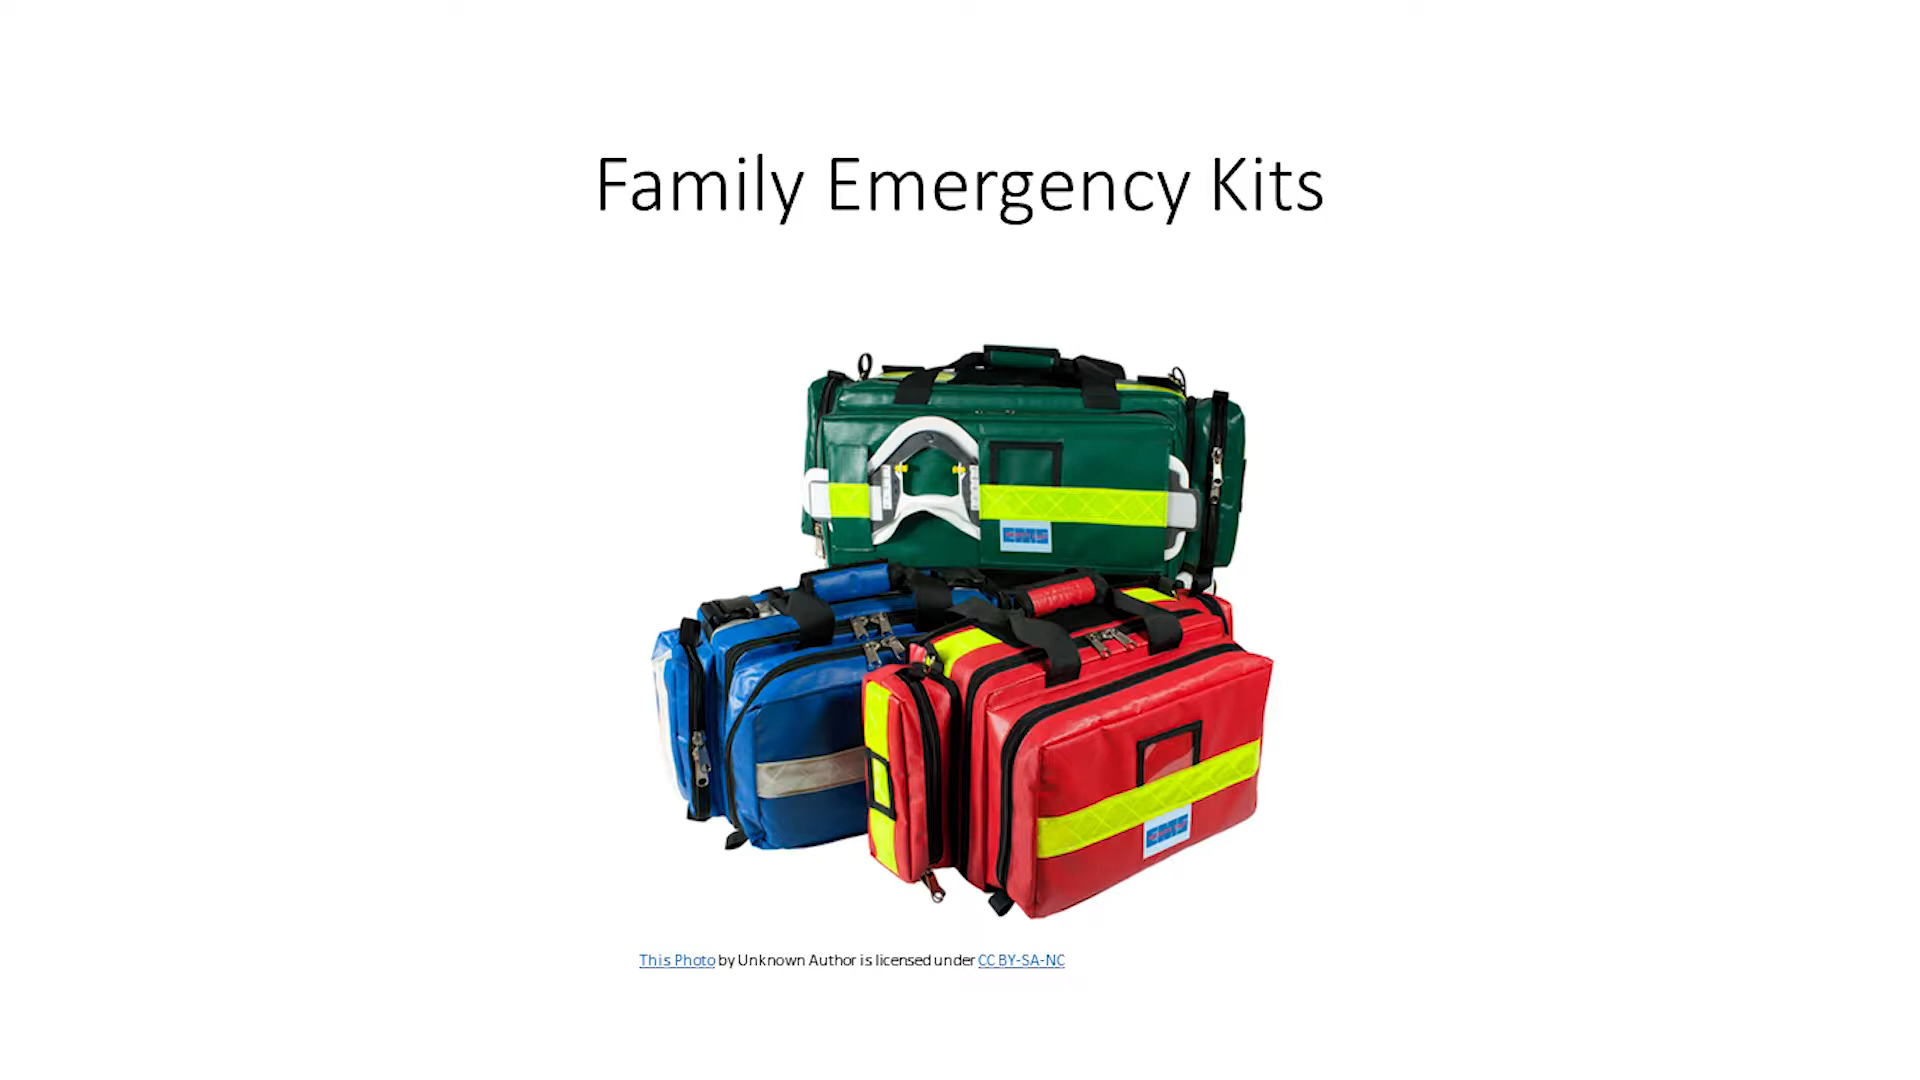 Family Emergency Kits
This Photo by Unknown Author is licensed under CC BY-SA-NC